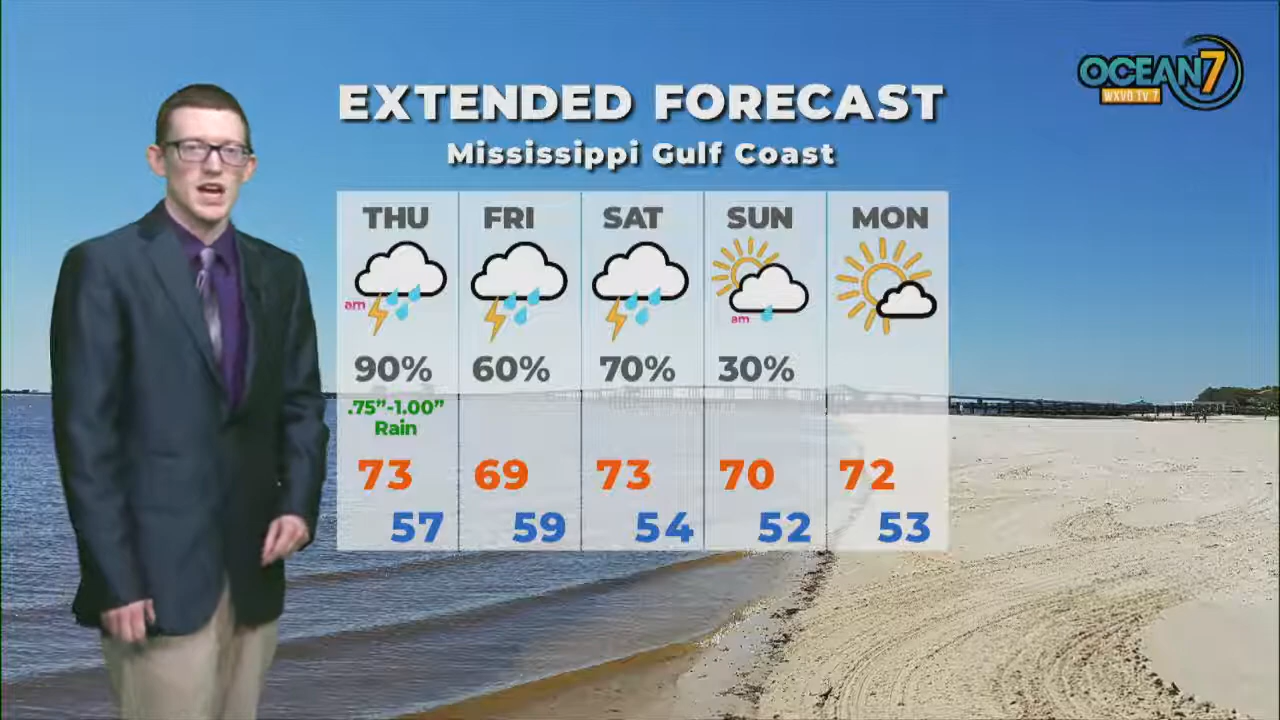 OCEAN7
WXVO TV 7
EXTENDED FORECAST
Mississippi Gulf Coast
THU FRI SAT SUN MON
am
am
90% 60% 70% 30%
.75”-1.00”
Rain
73 69 73 70 72
57 59 54 52 53